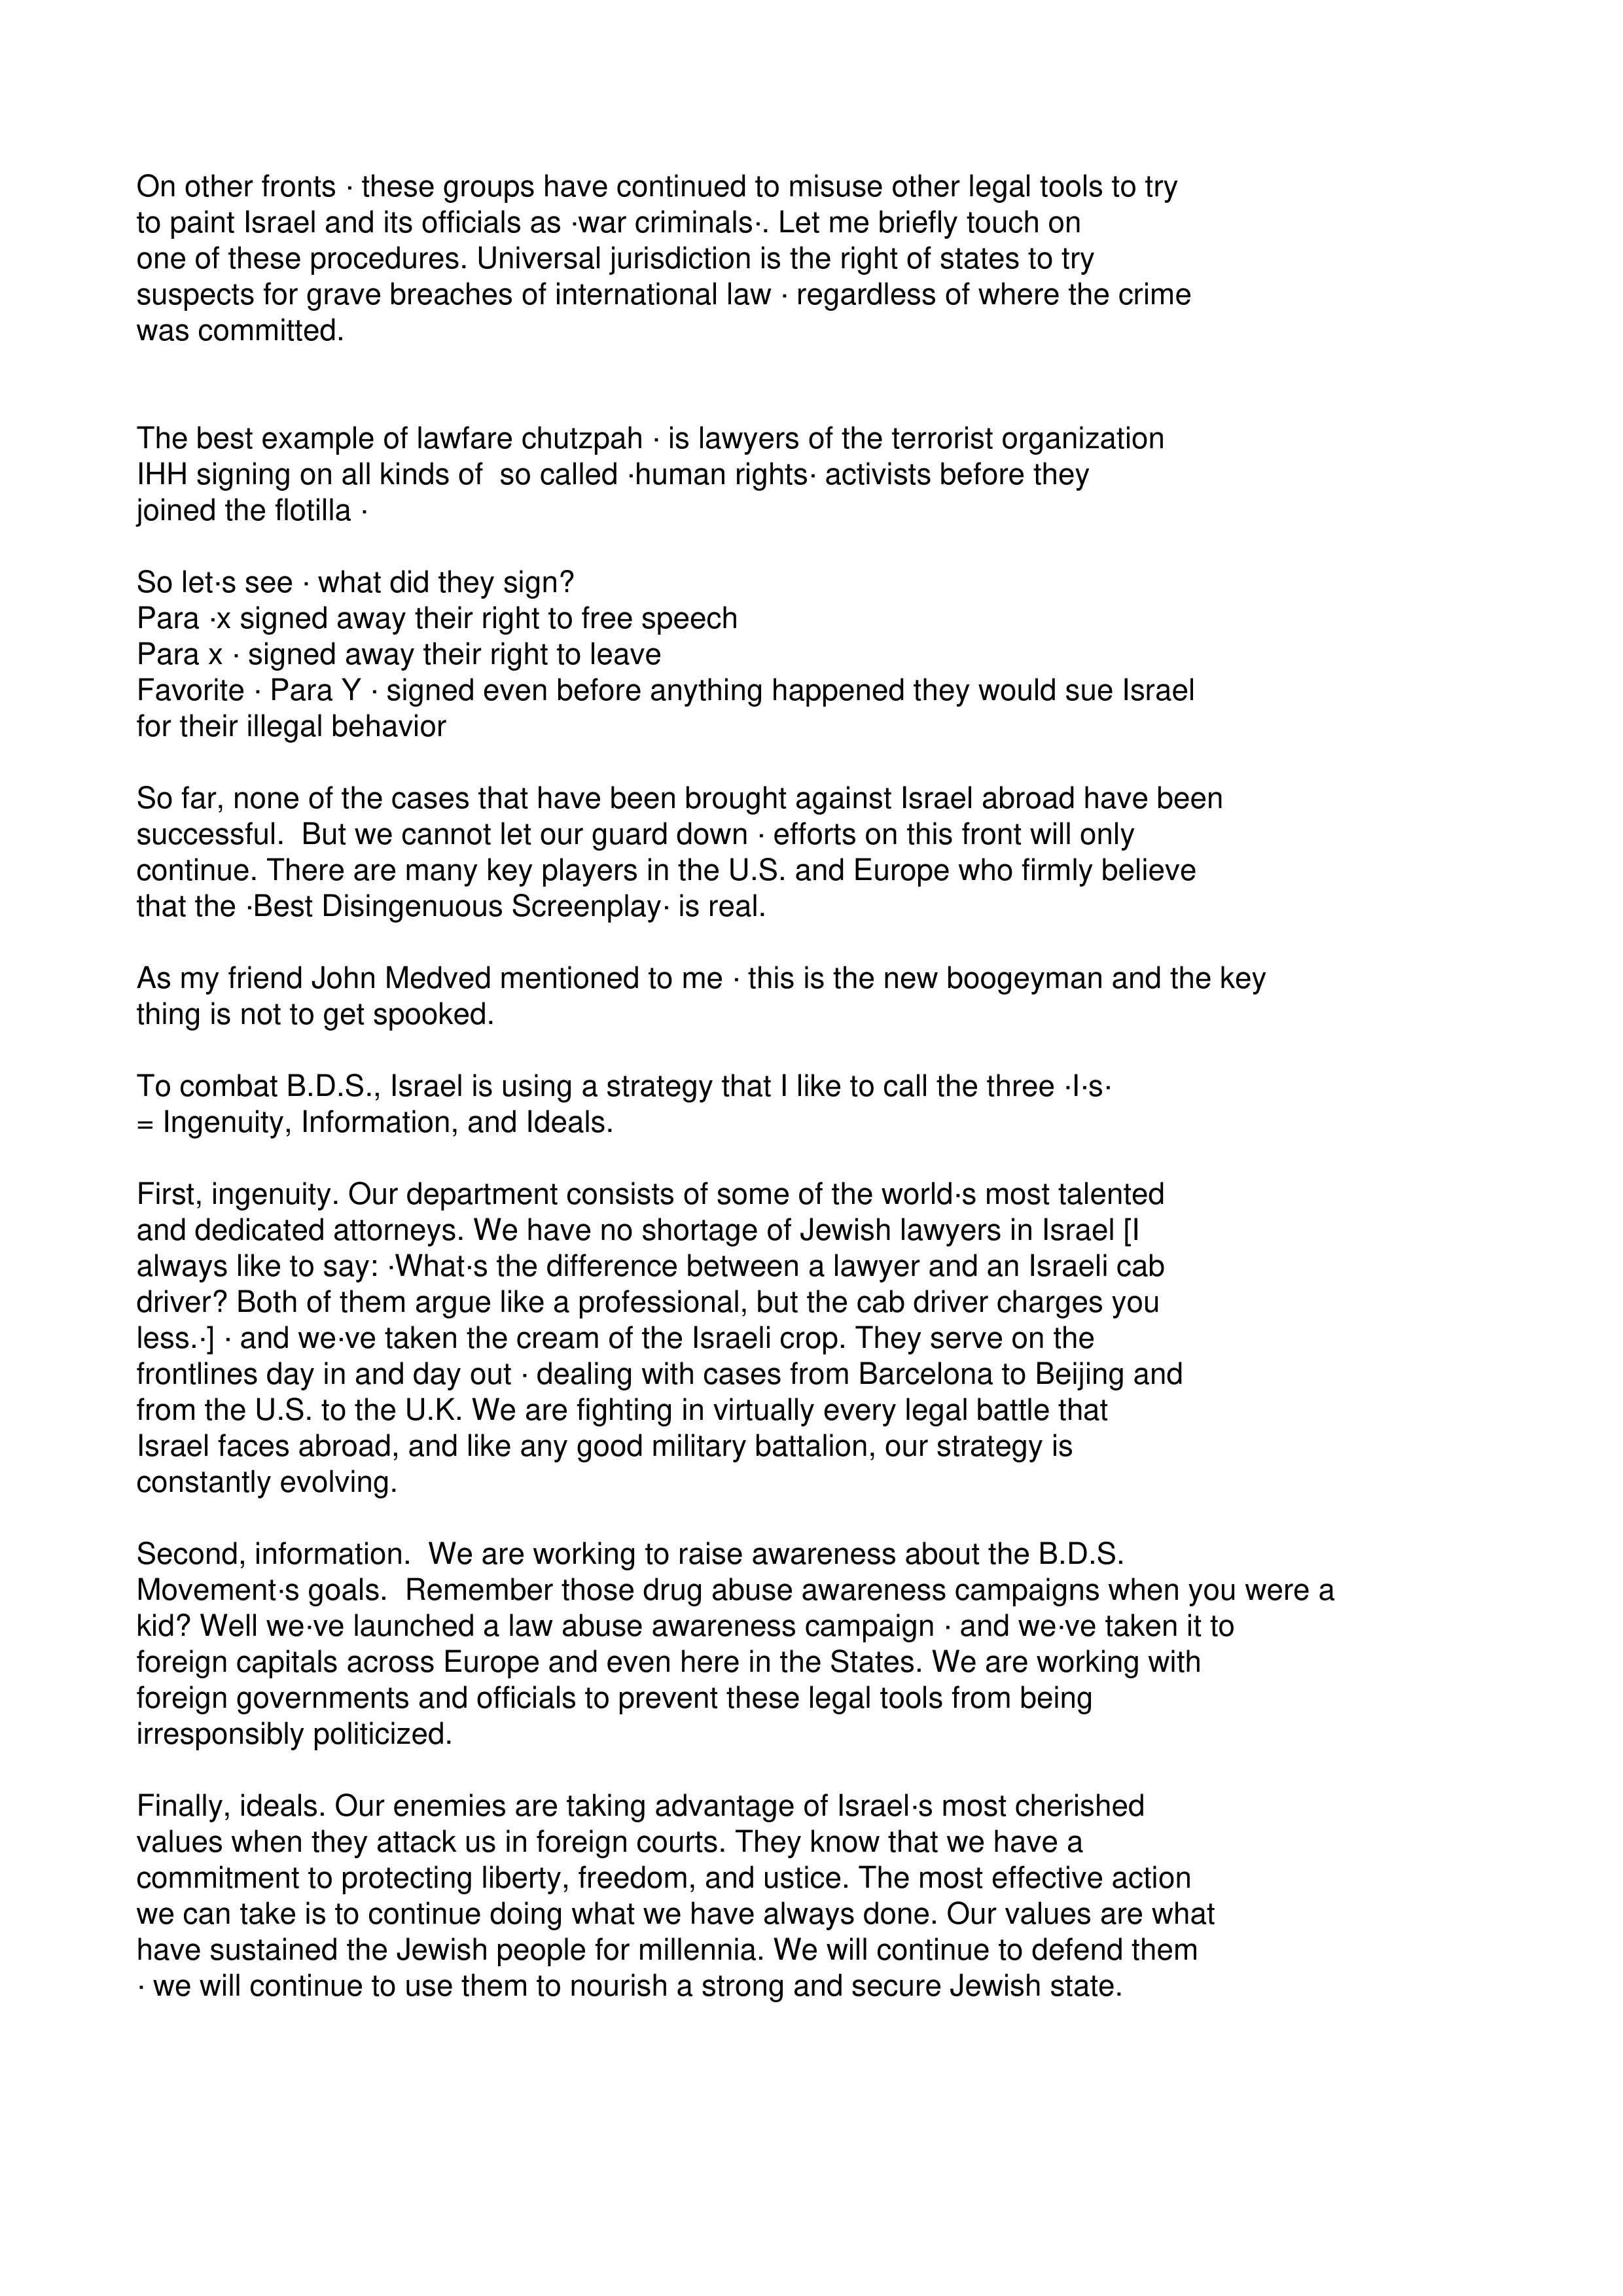 On other fronts · these groups have continued to misuse other legal tools to try
to paint Israel and its officials as ·war criminals·. Let me briefly touch on
one of these procedures. Universal jurisdiction is the right of states to try
suspects for grave breaches of international law · regardless of where the crime
was committed.
The best example of lawfare chutzpah · is lawyers of the terrorist organization
IHH signing on all kinds of  so called ·human rights· activists before they
joined the flotilla ·
So let·s see · what did they sign?
Para ·x signed away their right to free speech
Para x · signed away their right to leave
Favorite · Para Y · signed even before anything happened they would sue Israel
for their illegal behavior
So far, none of the cases that have been brought against Israel abroad have been
successful.  But we cannot let our guard down · efforts on this front will only
continue. There are many key players in the U.S. and Europe who firmly believe
that the ·Best Disingenuous Screenplay· is real.
As my friend John Medved mentioned to me · this is the new boogeyman and the key
thing is not to get spooked.
To combat B.D.S., Israel is using a strategy that I like to call the three ·I·s·
= Ingenuity, Information, and Ideals.
First, ingenuity. Our department consists of some of the world·s most talented
and dedicated attorneys. We have no shortage of Jewish lawyers in Israel [I
always like to say: ·What·s the difference between a lawyer and an Israeli cab
driver? Both of them argue like a professional, but the cab driver charges you
less.·] · and we·ve taken the cream of the Israeli crop. They serve on the
frontlines day in and day out · dealing with cases from Barcelona to Beijing and
from the U.S. to the U.K. We are fighting in virtually every legal battle that
Israel faces abroad, and like any good military battalion, our strategy is
constantly evolving.
Second, information.  We are working to raise awareness about the B.D.S.
Movement·s goals.  Remember those drug abuse awareness campaigns when you were a
kid? Well we·ve launched a law abuse awareness campaign · and we·ve taken it to
foreign capitals across Europe and even here in the States. We are working with
foreign governments and officials to prevent these legal tools from being
irresponsibly politicized.
Finally, ideals. Our enemies are taking advantage of Israel·s most cherished
values when they attack us in foreign courts. They know that we have a
commitment to protecting liberty, freedom, and ustice. The most effective action
we can take is to continue doing what we have always done. Our values are what
have sustained the Jewish people for millennia. We will continue to defend them
· we will continue to use them to nourish a strong and secure Jewish state.